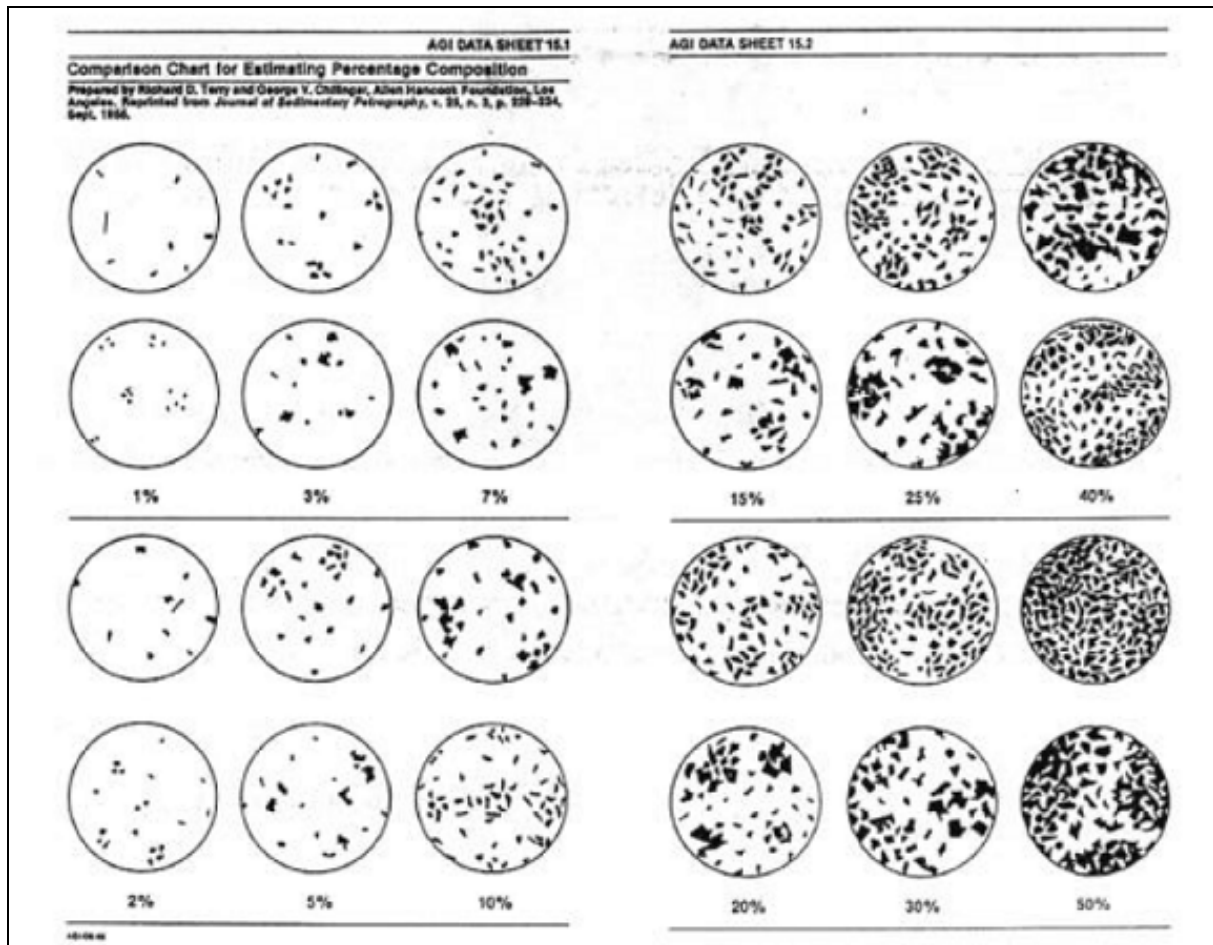 AGI DATA SHEET 15.1
Comparison Chart for Estimating Percentage Composition
Prepared by Richard D. Terry and George V. Chilingar, Allen Hancock Foundation, Los
Angeles. Reprinted from Journal of Sedimentary Petrography, v. 25, n. 3, p. 229–234,
Sept. 1955.
1% 3% 7%
2% 5% 10%
AGI DATA SHEET 15.2
15% 25% 40%
20% 30% 50%